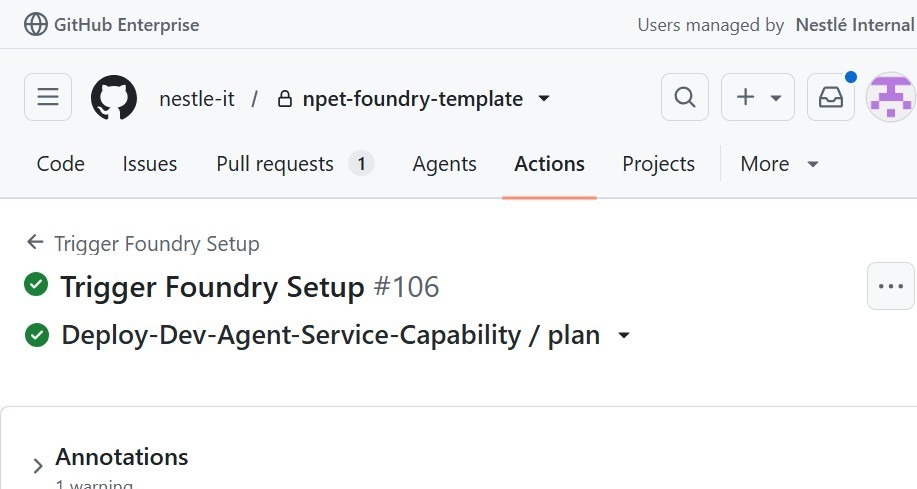 GitHub Enterprise Users managed by Nestlé Internal
nestle-it / npet-foundry-template
Code Issues Pull requests 1 Agents Actions Projects More
Trigger Foundry Setup
Trigger Foundry Setup #106
Deploy-Dev-Agent-Service-Capability / plan
Annotations
1 warning